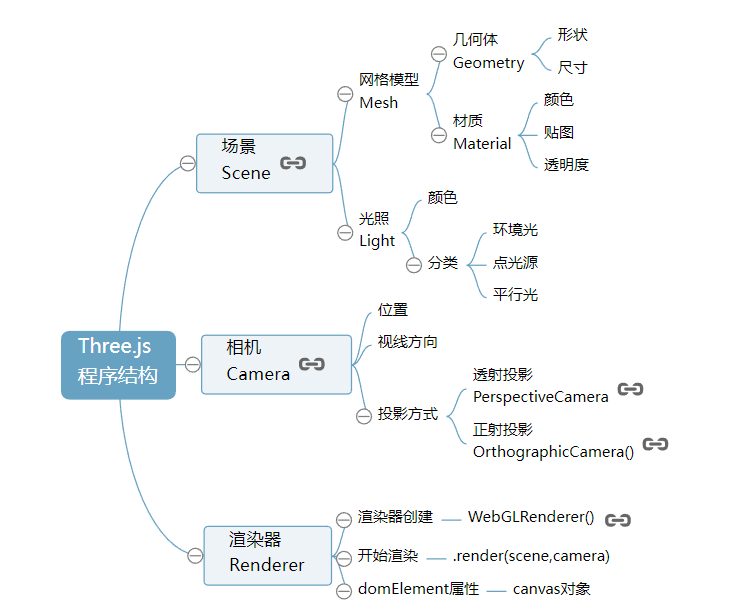 Three.js
程序结构
场景
Scene
网格模型
Mesh
几何体
Geometry
形状
尺寸
材质
Material
颜色
贴图
透明度
光照
Light
颜色
分类
环境光
点光源
平行光
相机
Camera
位置
视线方向
投影方式
透射投影
PerspectiveCamera
正射投影
OrthographicCamera()
渲染器
Renderer
渲染器创建
WebGLRenderer()
开始渲染
.render(scene,camera)
domElement属性
canvas对象